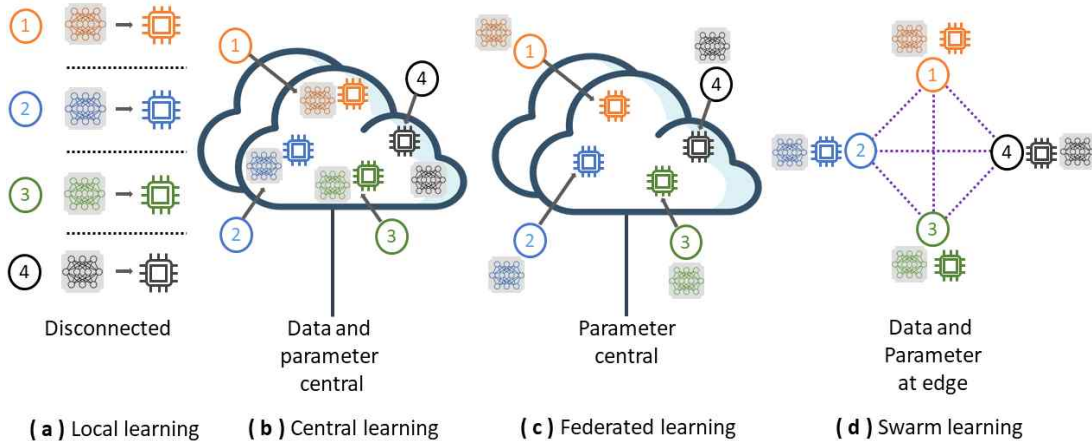 1
2
3
4
Disconnected
( a ) Local learning
1
4
2
3
Data and
parameter
central
( b ) Central learning
1
4
2
3
Parameter
central
( c ) Federated learning
1
2
4
3
Data and
Parameter
at edge
( d ) Swarm learning